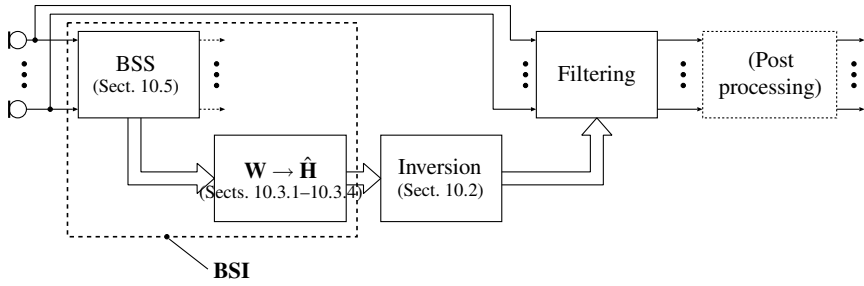 BSS
(Sect. 10.5)
Filtering
(Post
processing)
W → Ĥ
(Sects. 10.3.1–10.3.4)
Inversion
(Sect. 10.2)
BSI